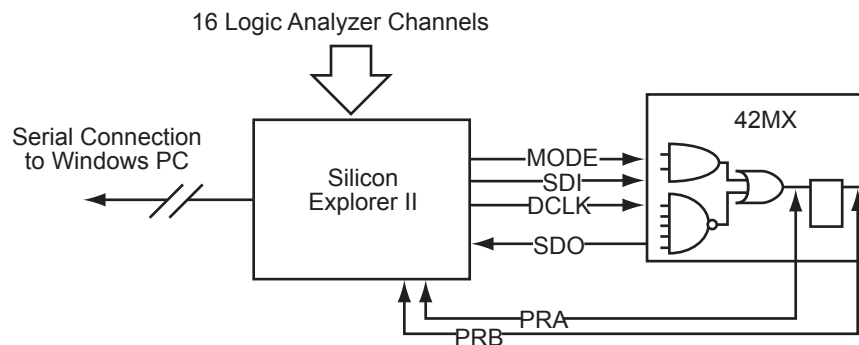 16 Logic Analyzer Channels
Serial Connection
to Windows PC
Silicon
Explorer II
MODE
SDI
DCLK
SDO
42MX
PRA
PRB